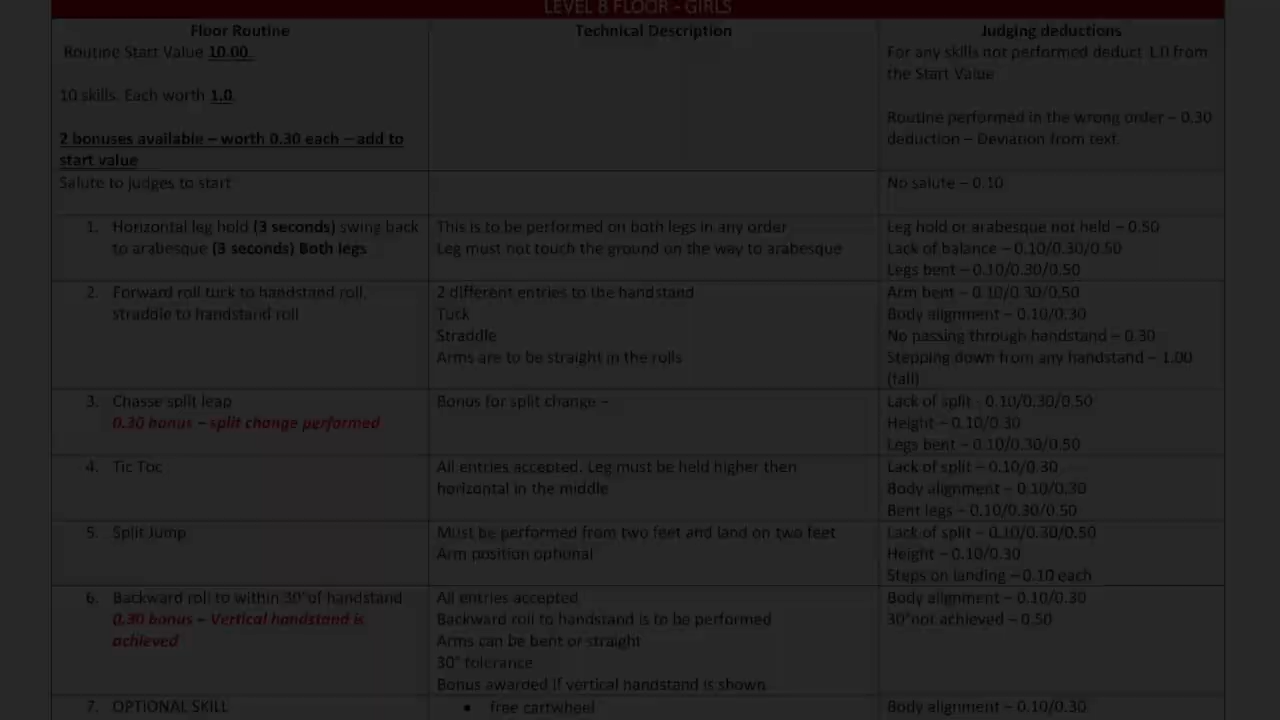 LEVEL 8 FLOOR - GIRLS
Floor Routine
Technical Description
Judging deductions
Routine Start Value 10.00.
For any skills not performed deduct 1.0 from
the Start Value
10 skills. Each worth 1.0.
Routine performed in the wrong order – 0.30
deduction – Deviation from text.
2 bonuses available – worth 0.30 each – add to
start value
Salute to judges to start
No salute – 0.10
1. Horizontal leg hold (3 seconds) swing back
to arabesque (3 seconds) Both legs
This is to be performed on both legs in any order
Leg must not touch the ground on the way to arabesque
Leg hold or arabesque not held – 0.50
Lack of balance – 0.10/0.30/0.50
Legs bent – 0.10/0.30/0.50
2. Forward roll tuck to handstand roll,
straddle to handstand roll
2 different entries to the handstand
Tuck
Straddle
Arms are to be straight in the rolls
Arm bent – 0.10/0.30/0.50
Body alignment – 0.10/0.30
No passing through handstand – 0.30
Stepping down from any handstand – 1.00
(fall)
3. Chasse split leap
0.30 bonus – split change performed
Bonus for split change –
Lack of split - 0.10/0.30/0.50
Height – 0.10/0.30
Legs bent – 0.10/0.30/0.50
4. Tic Toc
All entries accepted. Leg must be held higher then
horizontal in the middle
Lack of split – 0.10/0.30
Body alignment – 0.10/0.30
Bent legs – 0.10/0.30/0.50
5. Split Jump
Must be performed from two feet and land on two feet
Arm position optional
Lack of split – 0.10/0.30/0.50
Height – 0.10/0.30
Steps on landing – 0.10 each
6. Backward roll to within 30° of handstand
0.30 bonus – Vertical handstand is
achieved
All entries accepted
Backward roll to handstand is to be performed
Arms can be bent or straight
30° tolerance
Bonus awarded if vertical handstand is shown
Body alignment – 0.10/0.30
30°not achieved – 0.50
7. OPTIONAL SKILL
• free cartwheel
Body alignment – 0.10/0.30